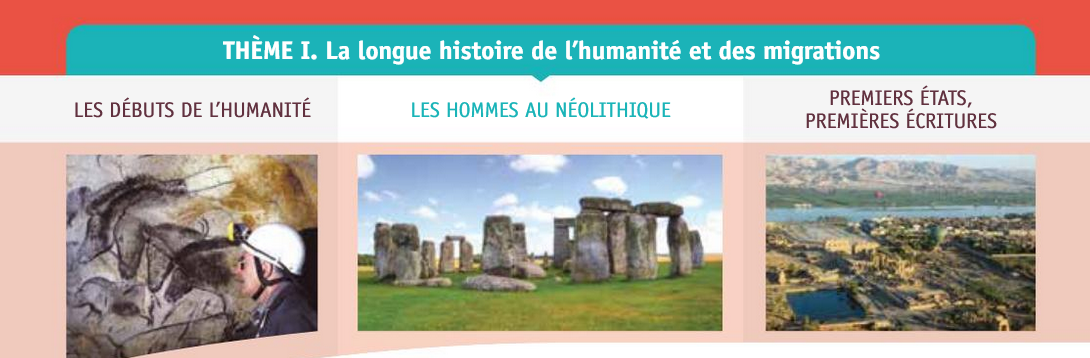 THÈME I. La longue histoire de l'humanité et des migrations
LES DÉBUTS DE L'HUMANITÉ
LES HOMMES AU NÉOLITHIQUE
PREMIERS ÉTATS,
PREMIÈRES ÉCRITURES